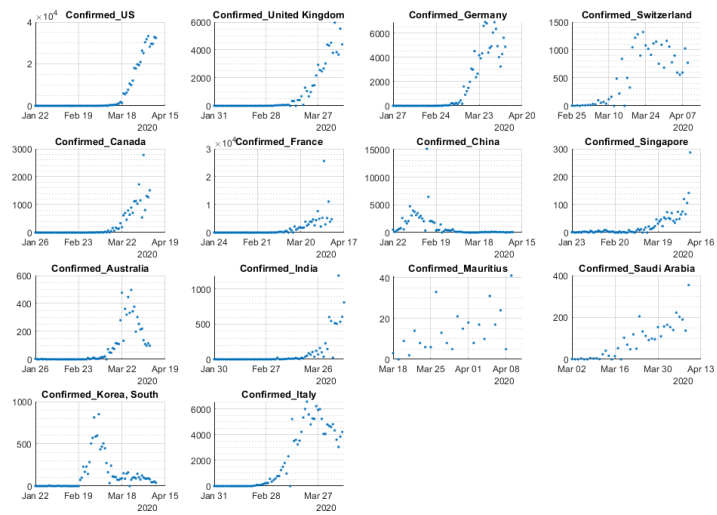 Confirmed_US
×10⁴
4
2
0
Jan 22 Feb 19 Mar 18 Apr 15
2020
Confirmed_United Kingdom
6000
4000
2000
0
Jan 31 Feb 28 Mar 27
2020
Confirmed_Germany
6000
4000
2000
0
Jan 27 Feb 24 Mar 23 Apr 20
2020
Confirmed_Switzerland
1500
1000
500
0
Feb 25 Mar 10 Mar 24 Apr 07
2020
Confirmed_Canada
3000
2000
1000
0
Jan 26 Feb 23 Mar 22 Apr 19
2020
×10⁴
Confirmed_France
3
2
1
0
Jan 24 Feb 21 Mar 20 Apr 17
2020
Confirmed_China
15000
10000
5000
0
Jan 22 Feb 19 Mar 18 Apr 15
2020
Confirmed_Singapore
300
200
100
0
Jan 23 Feb 20 Mar 19 Apr 16
2020
Confirmed_Australia
600
400
200
0
Jan 26 Feb 23 Mar 22 Apr 19
2020
Confirmed_India
1000
500
0
Jan 30 Feb 27 Mar 26
2020
Confirmed_Mauritius
40
20
0
Mar 18 Mar 25 Apr 01 Apr 08
2020
Confirmed_Saudi Arabia
400
200
0
Mar 02 Mar 16 Mar 30 Apr 13
2020
Confirmed_Korea, South
1000
500
0
Jan 22 Feb 19 Mar 18 Apr 15
2020
Confirmed_Italy
6000
4000
2000
0
Jan 31 Feb 28 Mar 27
2020